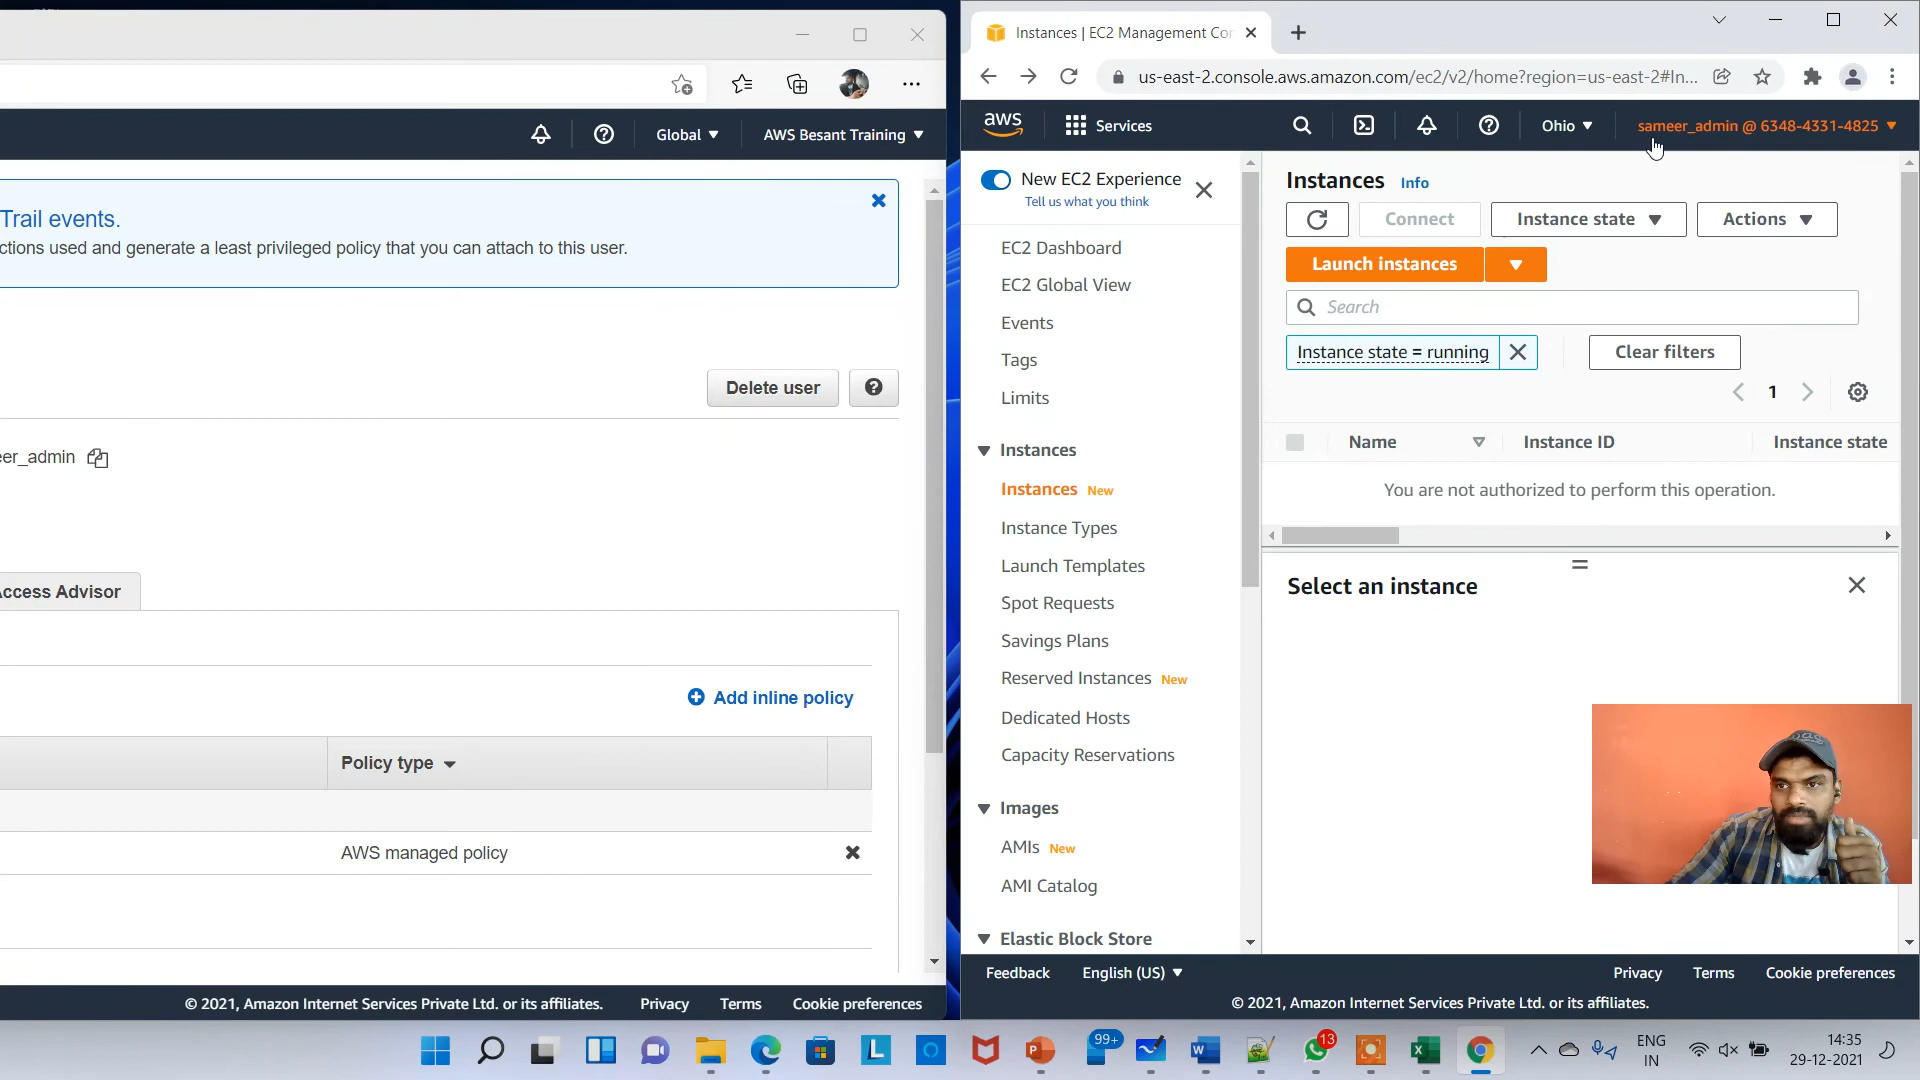 Global
AWS Besant Training
Trail events.
ctions used and generate a least privileged policy that you can attach to this user.
Delete user
er_admin
ccess Advisor
Add inline policy
Policy type
AWS managed policy
© 2021, Amazon Internet Services Private Ltd. or its affiliates.
Privacy
Terms
Cookie preferences
Instances | EC2 Management Co
us-east-2.console.aws.amazon.com/ec2/v2/home?region=us-east-2#In...
aws
Services
Ohio
sameer_admin @ 6348-4331-4825
New EC2 Experience
Tell us what you think
EC2 Dashboard
EC2 Global View
Events
Tags
Limits
Instances
Instances New
Instance Types
Launch Templates
Spot Requests
Savings Plans
Reserved Instances New
Dedicated Hosts
Capacity Reservations
Images
AMIs New
AMI Catalog
Elastic Block Store
Instances Info
Connect
Instance state
Actions
Launch instances
Search
Instance state = running
Clear filters
1
Name
Instance ID
Instance state
You are not authorized to perform this operation.
Select an instance
Feedback
English (US)
Privacy
Terms
Cookie preferences
© 2021, Amazon Internet Services Private Ltd. or its affiliates.
99+
13
ENG
IN
14:35
29-12-2021